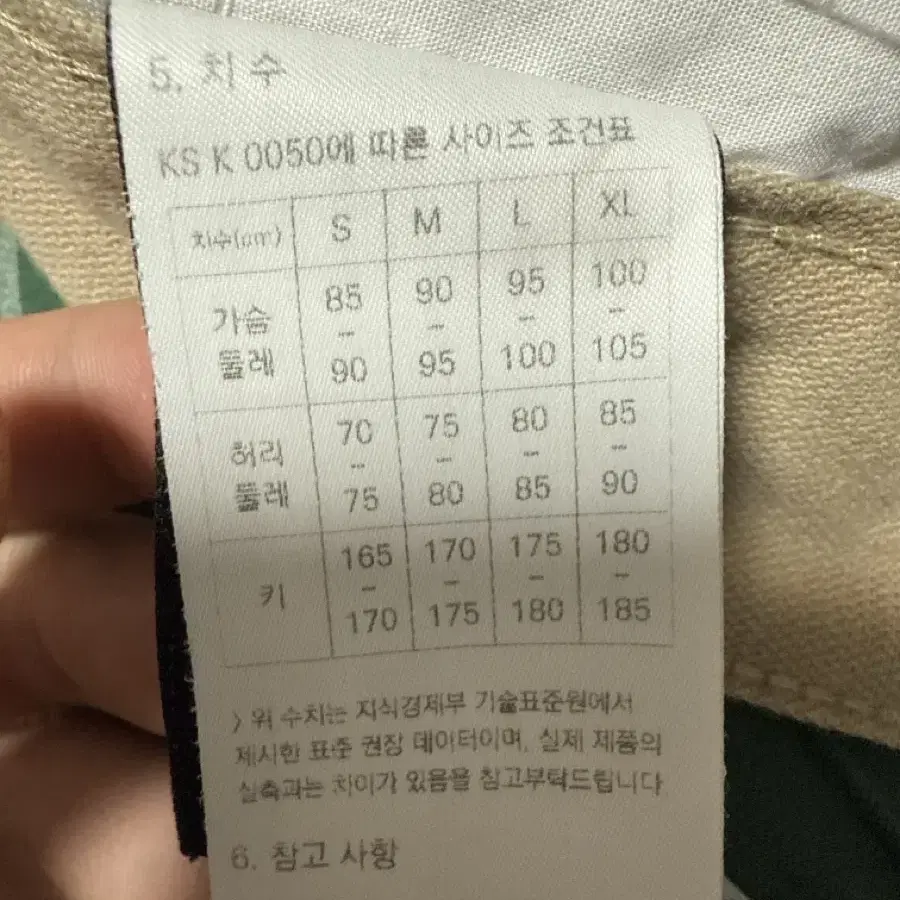 5. 치수
KS K 0050에 따른 사이즈 조건표
치수(cm) S M L XL
가슴 둘레 85 - 90 90 - 95 95 - 100 100 - 105
허리 둘레 70 - 75 75 - 80 80 - 85 85 - 90
키 165 - 170 170 - 175 175 - 180 180 - 185
> 위 수치는 지식경제부 기술표준원에서
제시한 표준 권장 데이터이며, 실제 제품의
실측과는 차이가 있음을 참고부탁드립니다
6. 참고 사항